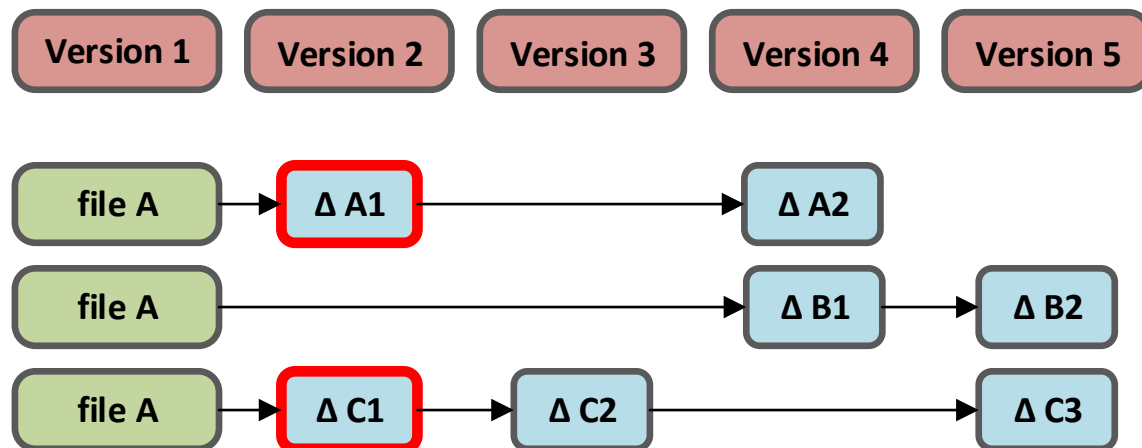 Version 1 Version 2 Version 3 Version 4 Version 5
file A Δ A1 Δ A2
file A Δ B1 Δ B2
file A Δ C1 Δ C2 Δ C3